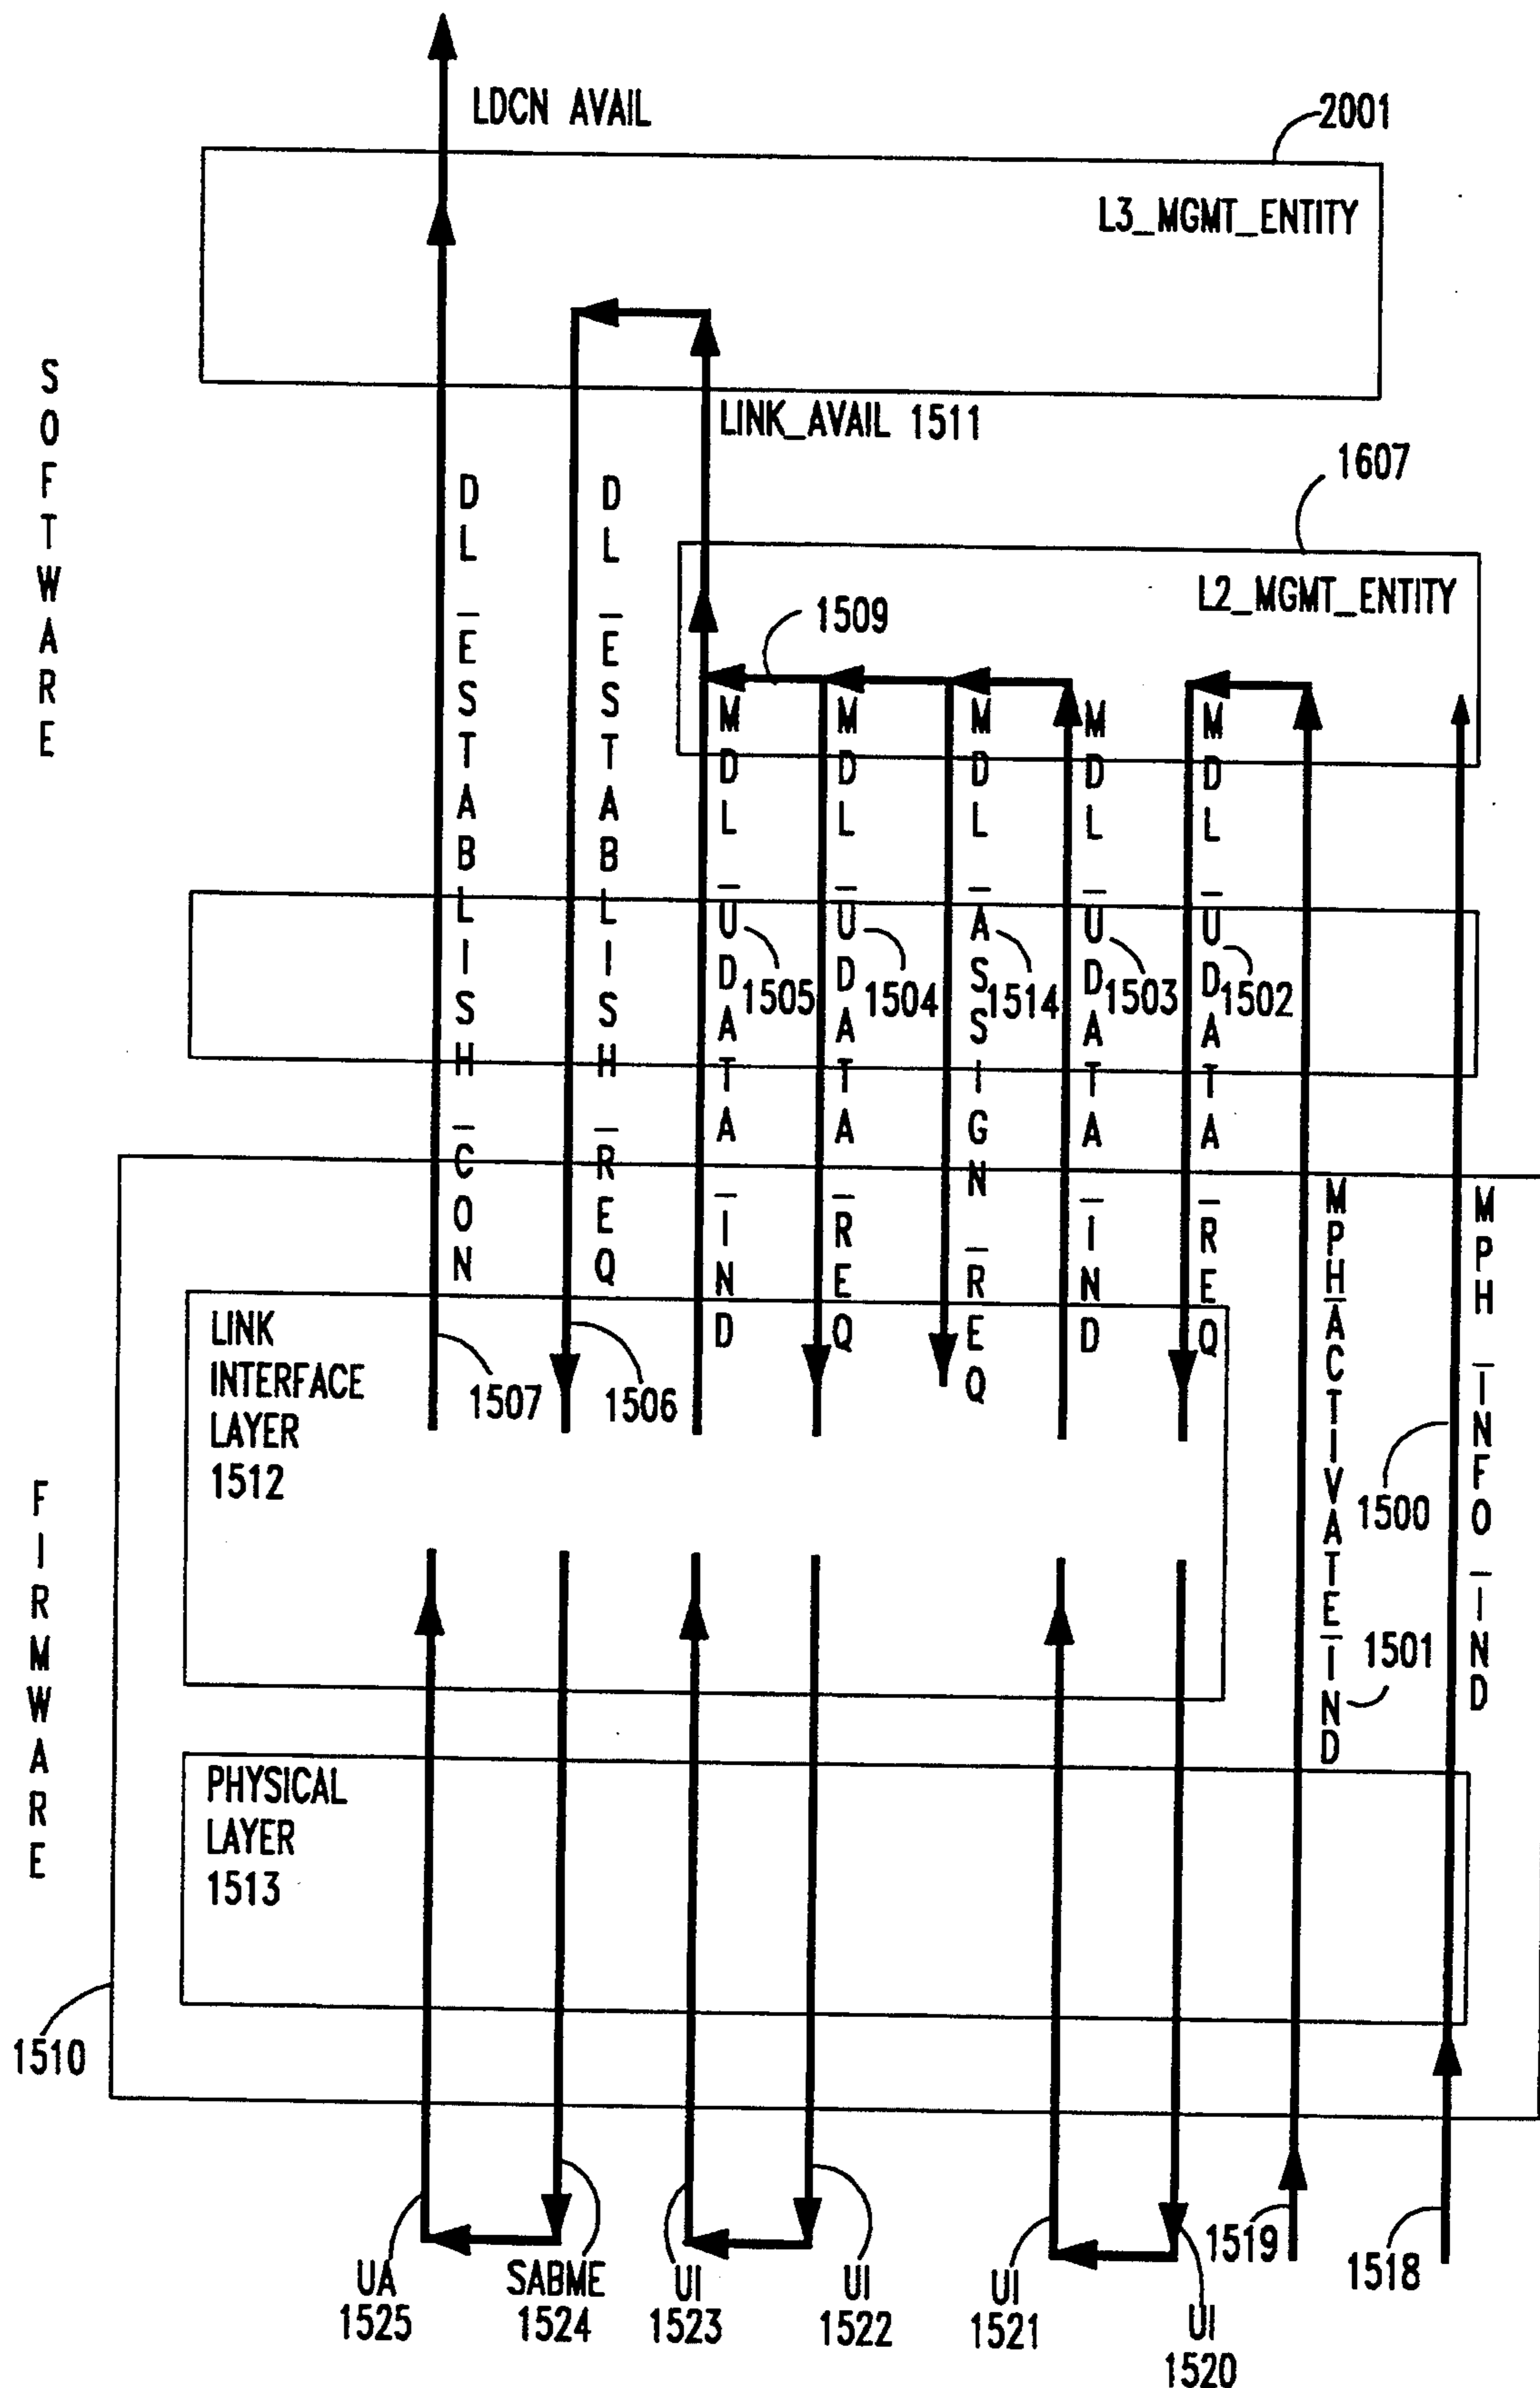 LDCN AVAIL
2001
L3_MGMT_ENTITY
SOFTWARE
LINK_AVAIL 1511
1607
L2_MGMT_ENTITY
1509
DL_ESTABLISH_CON
DL_ESTABLISH_REQ
MDL_UDATA_IND
MDL_UDATA_REQ
MDL_ASSIGN_REQ
MDL_UDATA_IND
MDL_UDATA_REQ
MPH_ACTIVATE_IND
MPH_INFO_IND
1505
1504
1514
1503
1502
FIRMWARE
LINK
INTERFACE
LAYER
1512
1507
1506
1500
1501
PHYSICAL
LAYER
1513
1510
UA
1525
SABME
1524
UI
1523
UI
1522
UI
1521
UI
1520
1519
1518